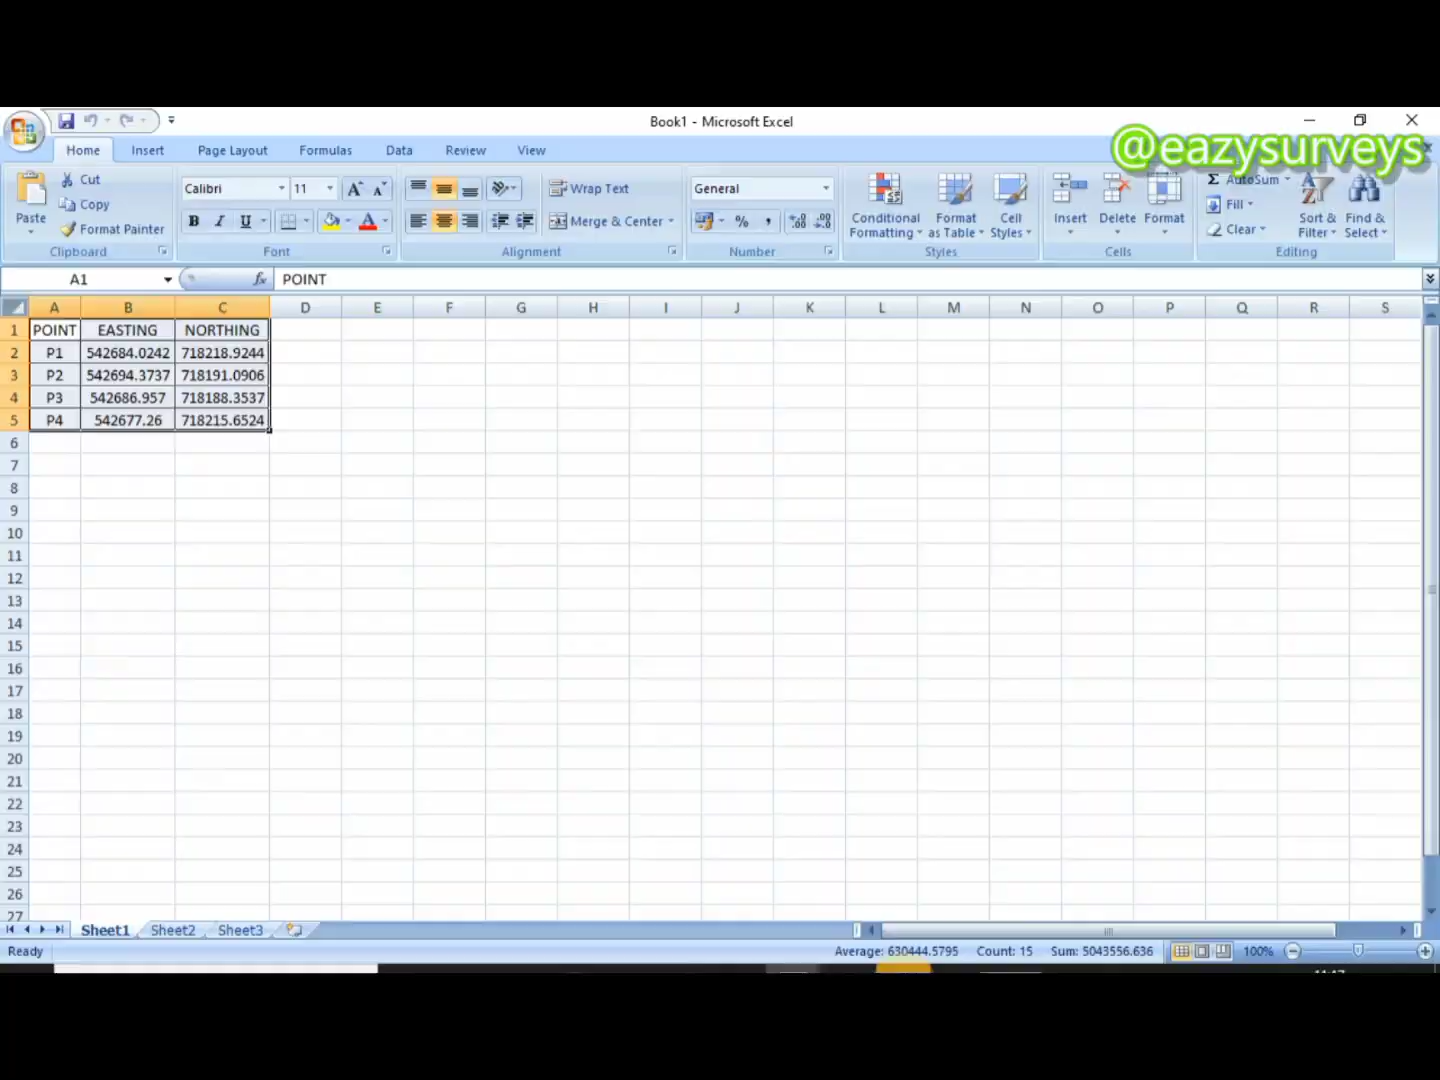 Book1 - Microsoft Excel
@eazysurveys
Home Insert Page Layout Formulas Data Review View
Paste
Cut
Copy
Format Painter
Clipboard
Calibri 11
B I U
Font
Wrap Text
Merge & Center
Alignment
General
% ,
Number
Conditional Formatting
Format as Table
Cell Styles
Styles
Insert Delete Format
Cells
Σ AutoSum
Fill
Clear
Sort & Filter
Find & Select
Editing
A1 fx POINT
A B C D E F G H I J K L M N O P Q R S
1 POINT EASTING NORTHING
2 P1 542684.0242 718218.9244
3 P2 542694.3737 718191.0906
4 P3 542686.957 718188.3537
5 P4 542677.26 718215.6524
6
7
8
9
10
11
12
13
14
15
16
17
18
19
20
21
22
23
24
25
26
27
Sheet1 Sheet2 Sheet3
Ready Average: 630444.5795 Count: 15 Sum: 5043556.636 100%